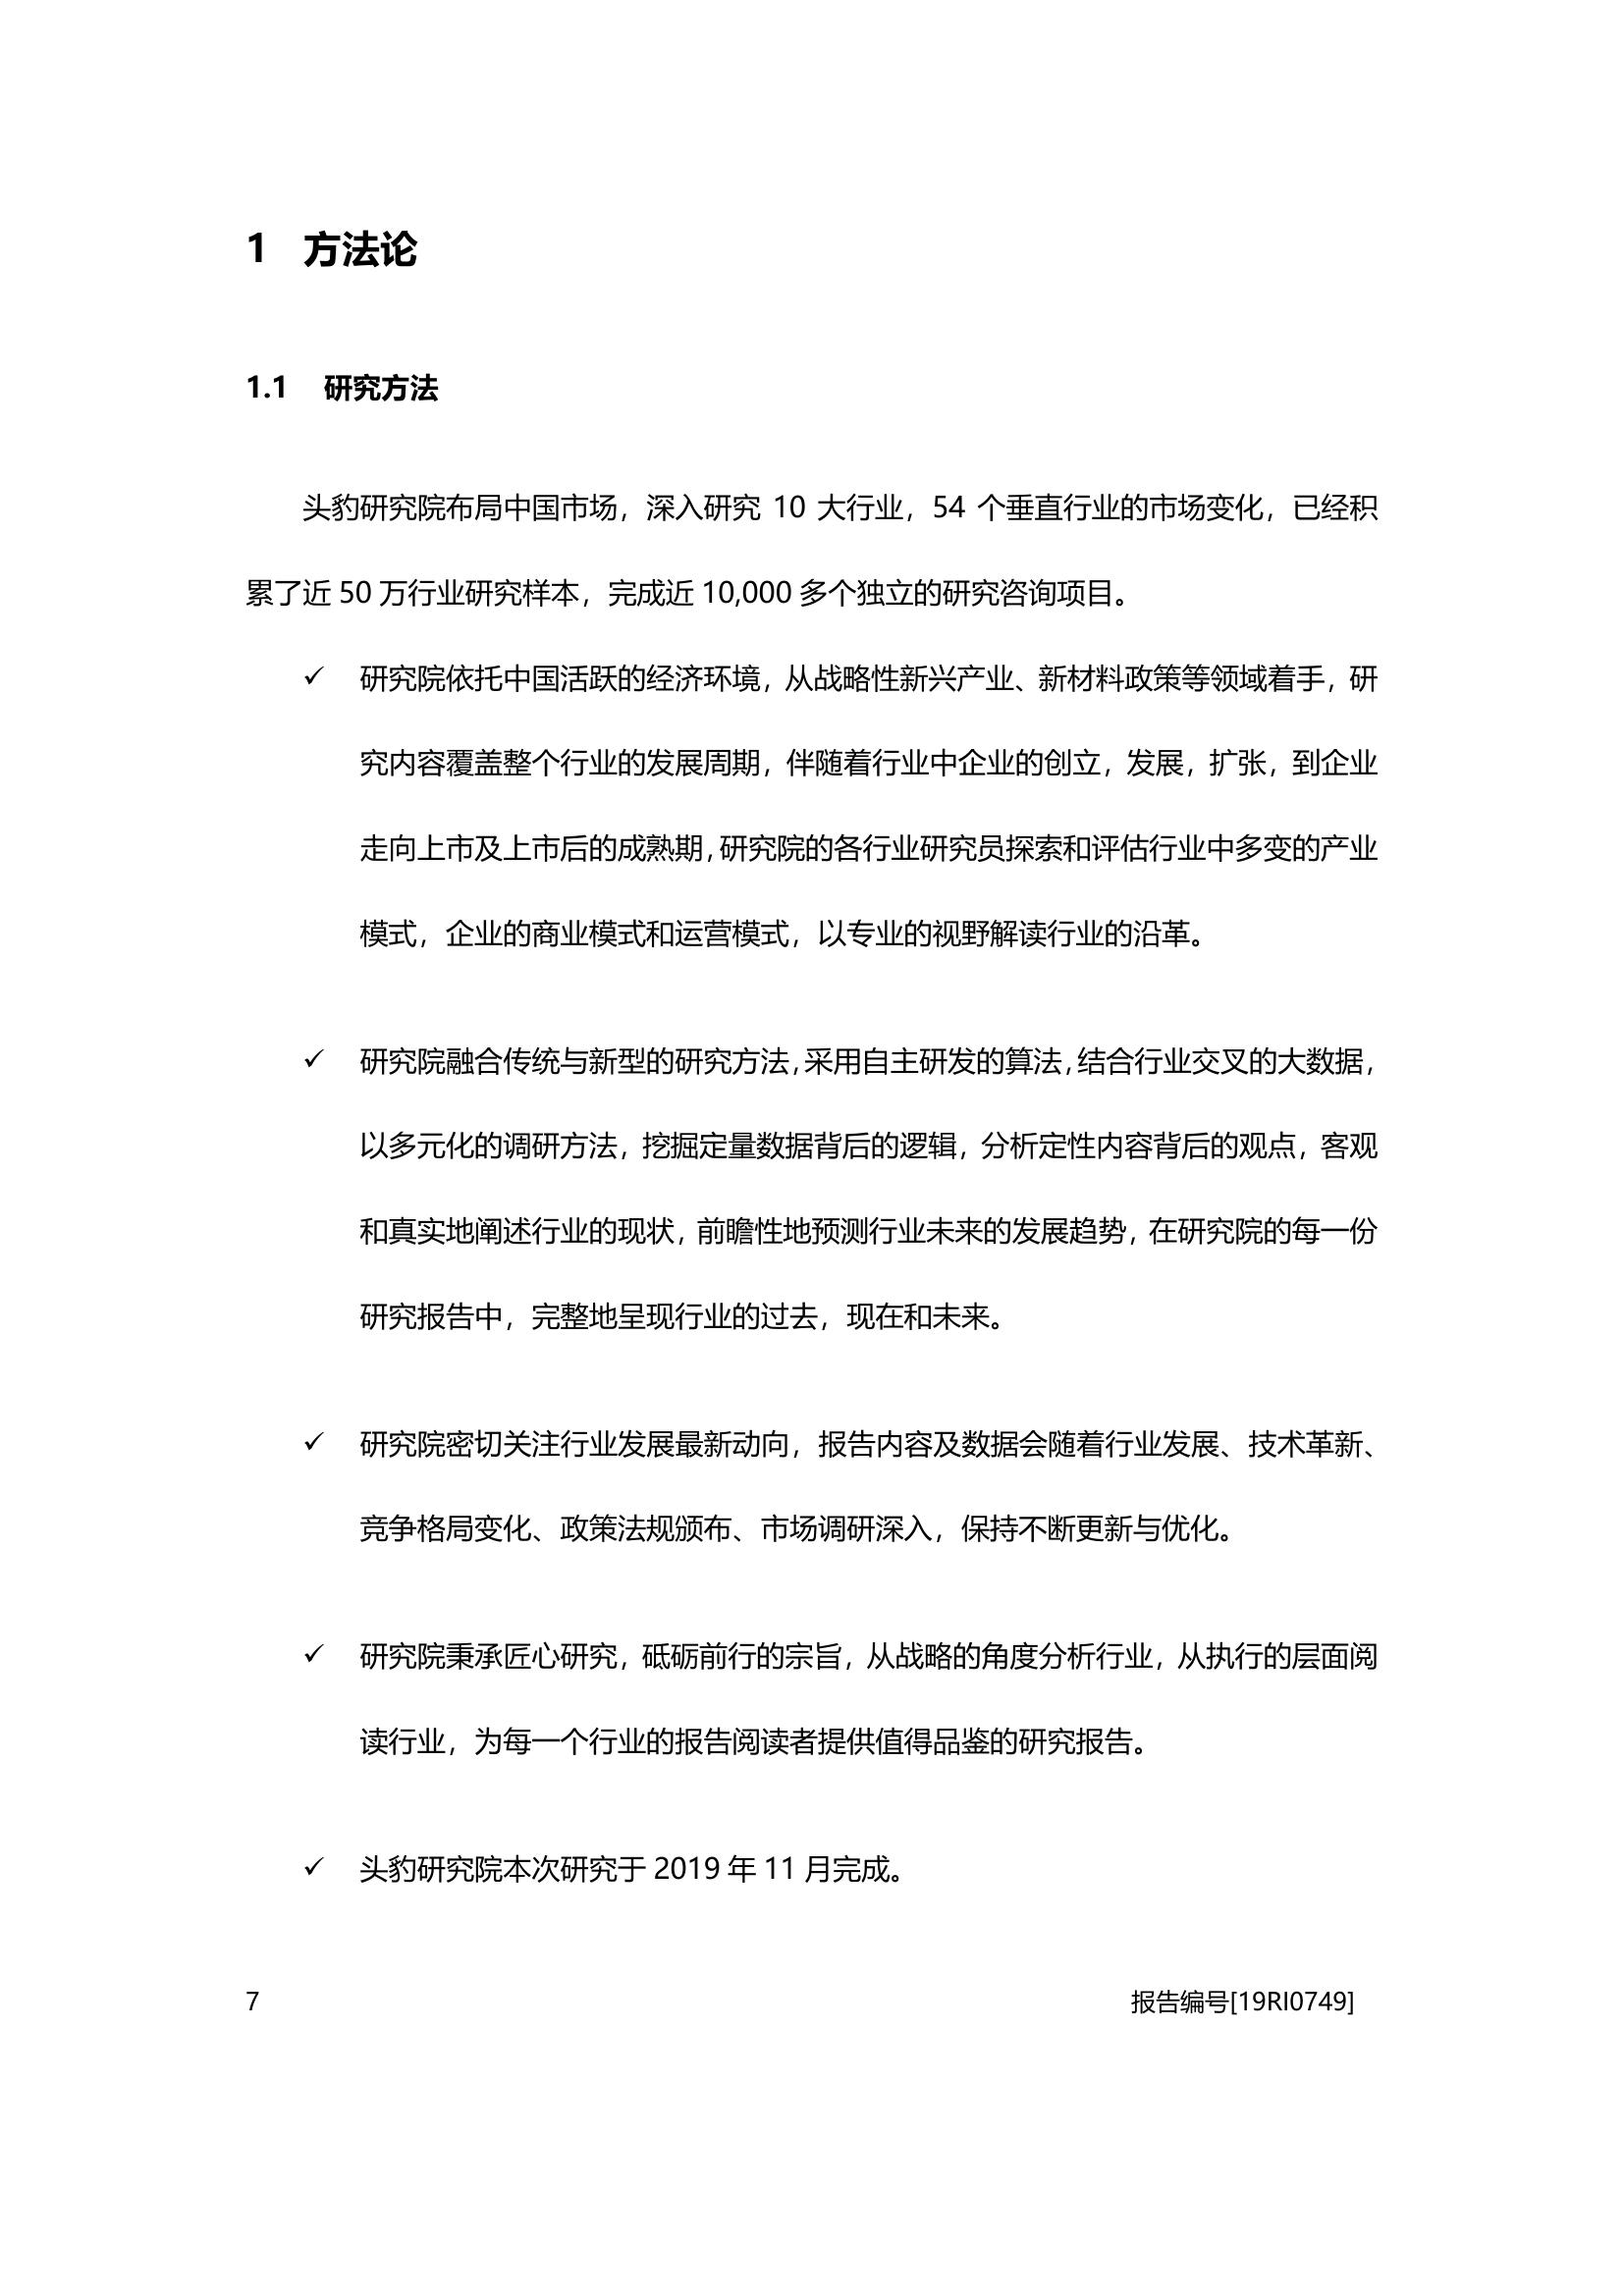 1 方法论
1.1 研究方法
头豹研究院布局中国市场，深入研究 10 大行业，54 个垂直行业的市场变化，已经积
累了近 50 万行业研究样本，完成近 10,000 多个独立的研究咨询项目。
✓ 研究院依托中国活跃的经济环境，从战略性新兴产业、新材料政策等领域着手，研
究内容覆盖整个行业的发展周期，伴随着行业中企业的创立，发展，扩张，到企业
走向上市及上市后的成熟期，研究院的各行业研究员探索和评估行业中多变的产业
模式，企业的商业模式和运营模式，以专业的视野解读行业的沿革。
✓ 研究院融合传统与新型的研究方法，采用自主研发的算法，结合行业交叉的大数据，
以多元化的调研方法，挖掘定量数据背后的逻辑，分析定性内容背后的观点，客观
和真实地阐述行业的现状，前瞻性地预测行业未来的发展趋势，在研究院的每一份
研究报告中，完整地呈现行业的过去，现在和未来。
✓ 研究院密切关注行业发展最新动向，报告内容及数据会随着行业发展、技术革新、
竞争格局变化、政策法规颁布、市场调研深入，保持不断更新与优化。
✓ 研究院秉承匠心研究，砥砺前行的宗旨，从战略的角度分析行业，从执行的层面阅
读行业，为每一个行业的报告阅读者提供值得品鉴的研究报告。
✓ 头豹研究院本次研究于 2019 年 11 月完成。
7 报告编号[19RI0749]